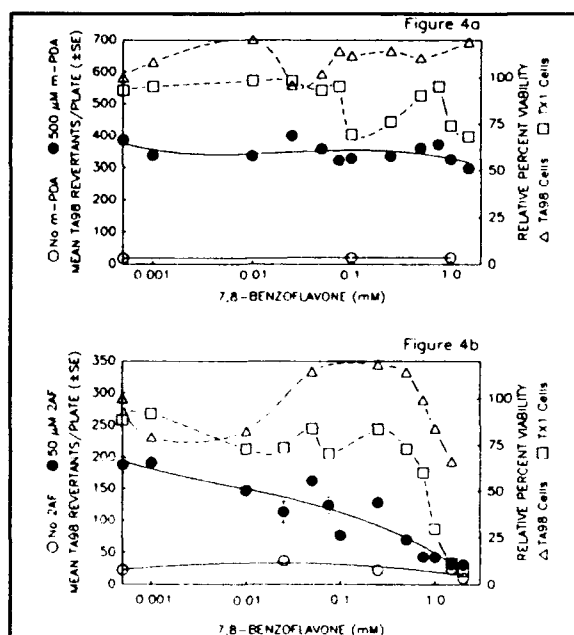 Figure 4a
○ No m-PDA ● 500 μM m-PDA
MEAN TA98 REVERTANTS/PLATE (±SE)
700
600
500
400
300
200
100
0
0.001
0.01
0.1
1.0
7,8-BENZOFLAVONE (mM)
100
75
50
25
0
RELATIVE PERCENT VIABILITY
△ TA98 Cells □ TX1 Cells
Figure 4b
○ No 2AF ● 50 μM 2AF
MEAN TA98 REVERTANTS/PLATE (±SE)
350
300
250
200
150
100
50
0
0.001
0.01
0.1
1.0
7,8-BENZOFLAVONE (mM)
100
75
50
25
0
RELATIVE PERCENT VIABILITY
△ TA98 Cells □ TX1 Cells